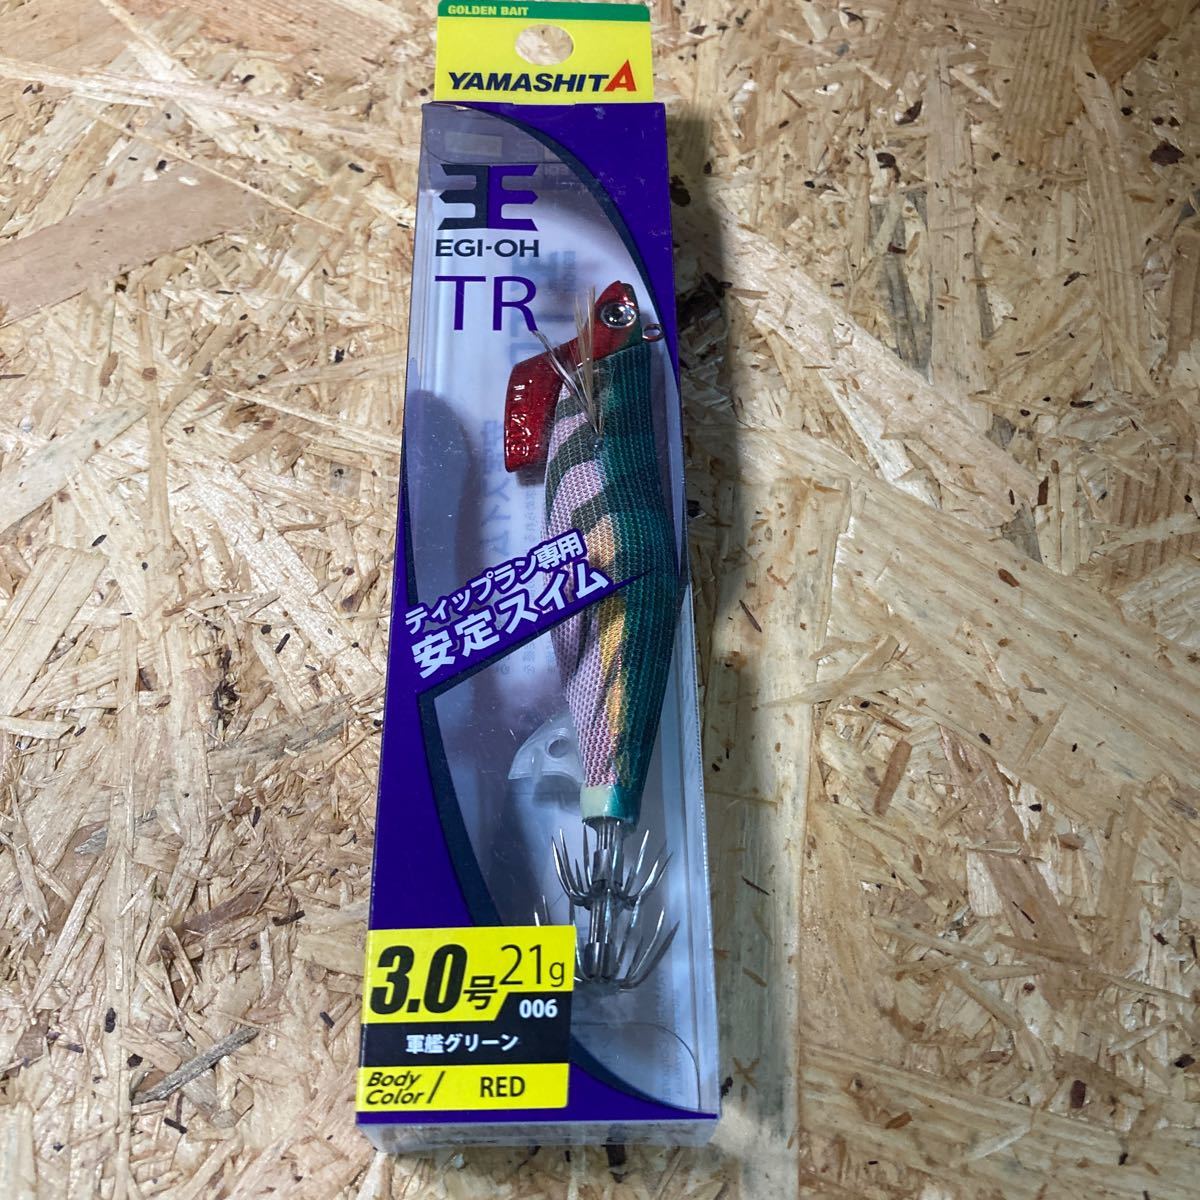 GOLDEN BAIT
YAMASHITA
王
EGI-OH
TR
ティップラン専用
安定スイム
3.0号 21g
006
軍艦グリーン
Body Color / RED